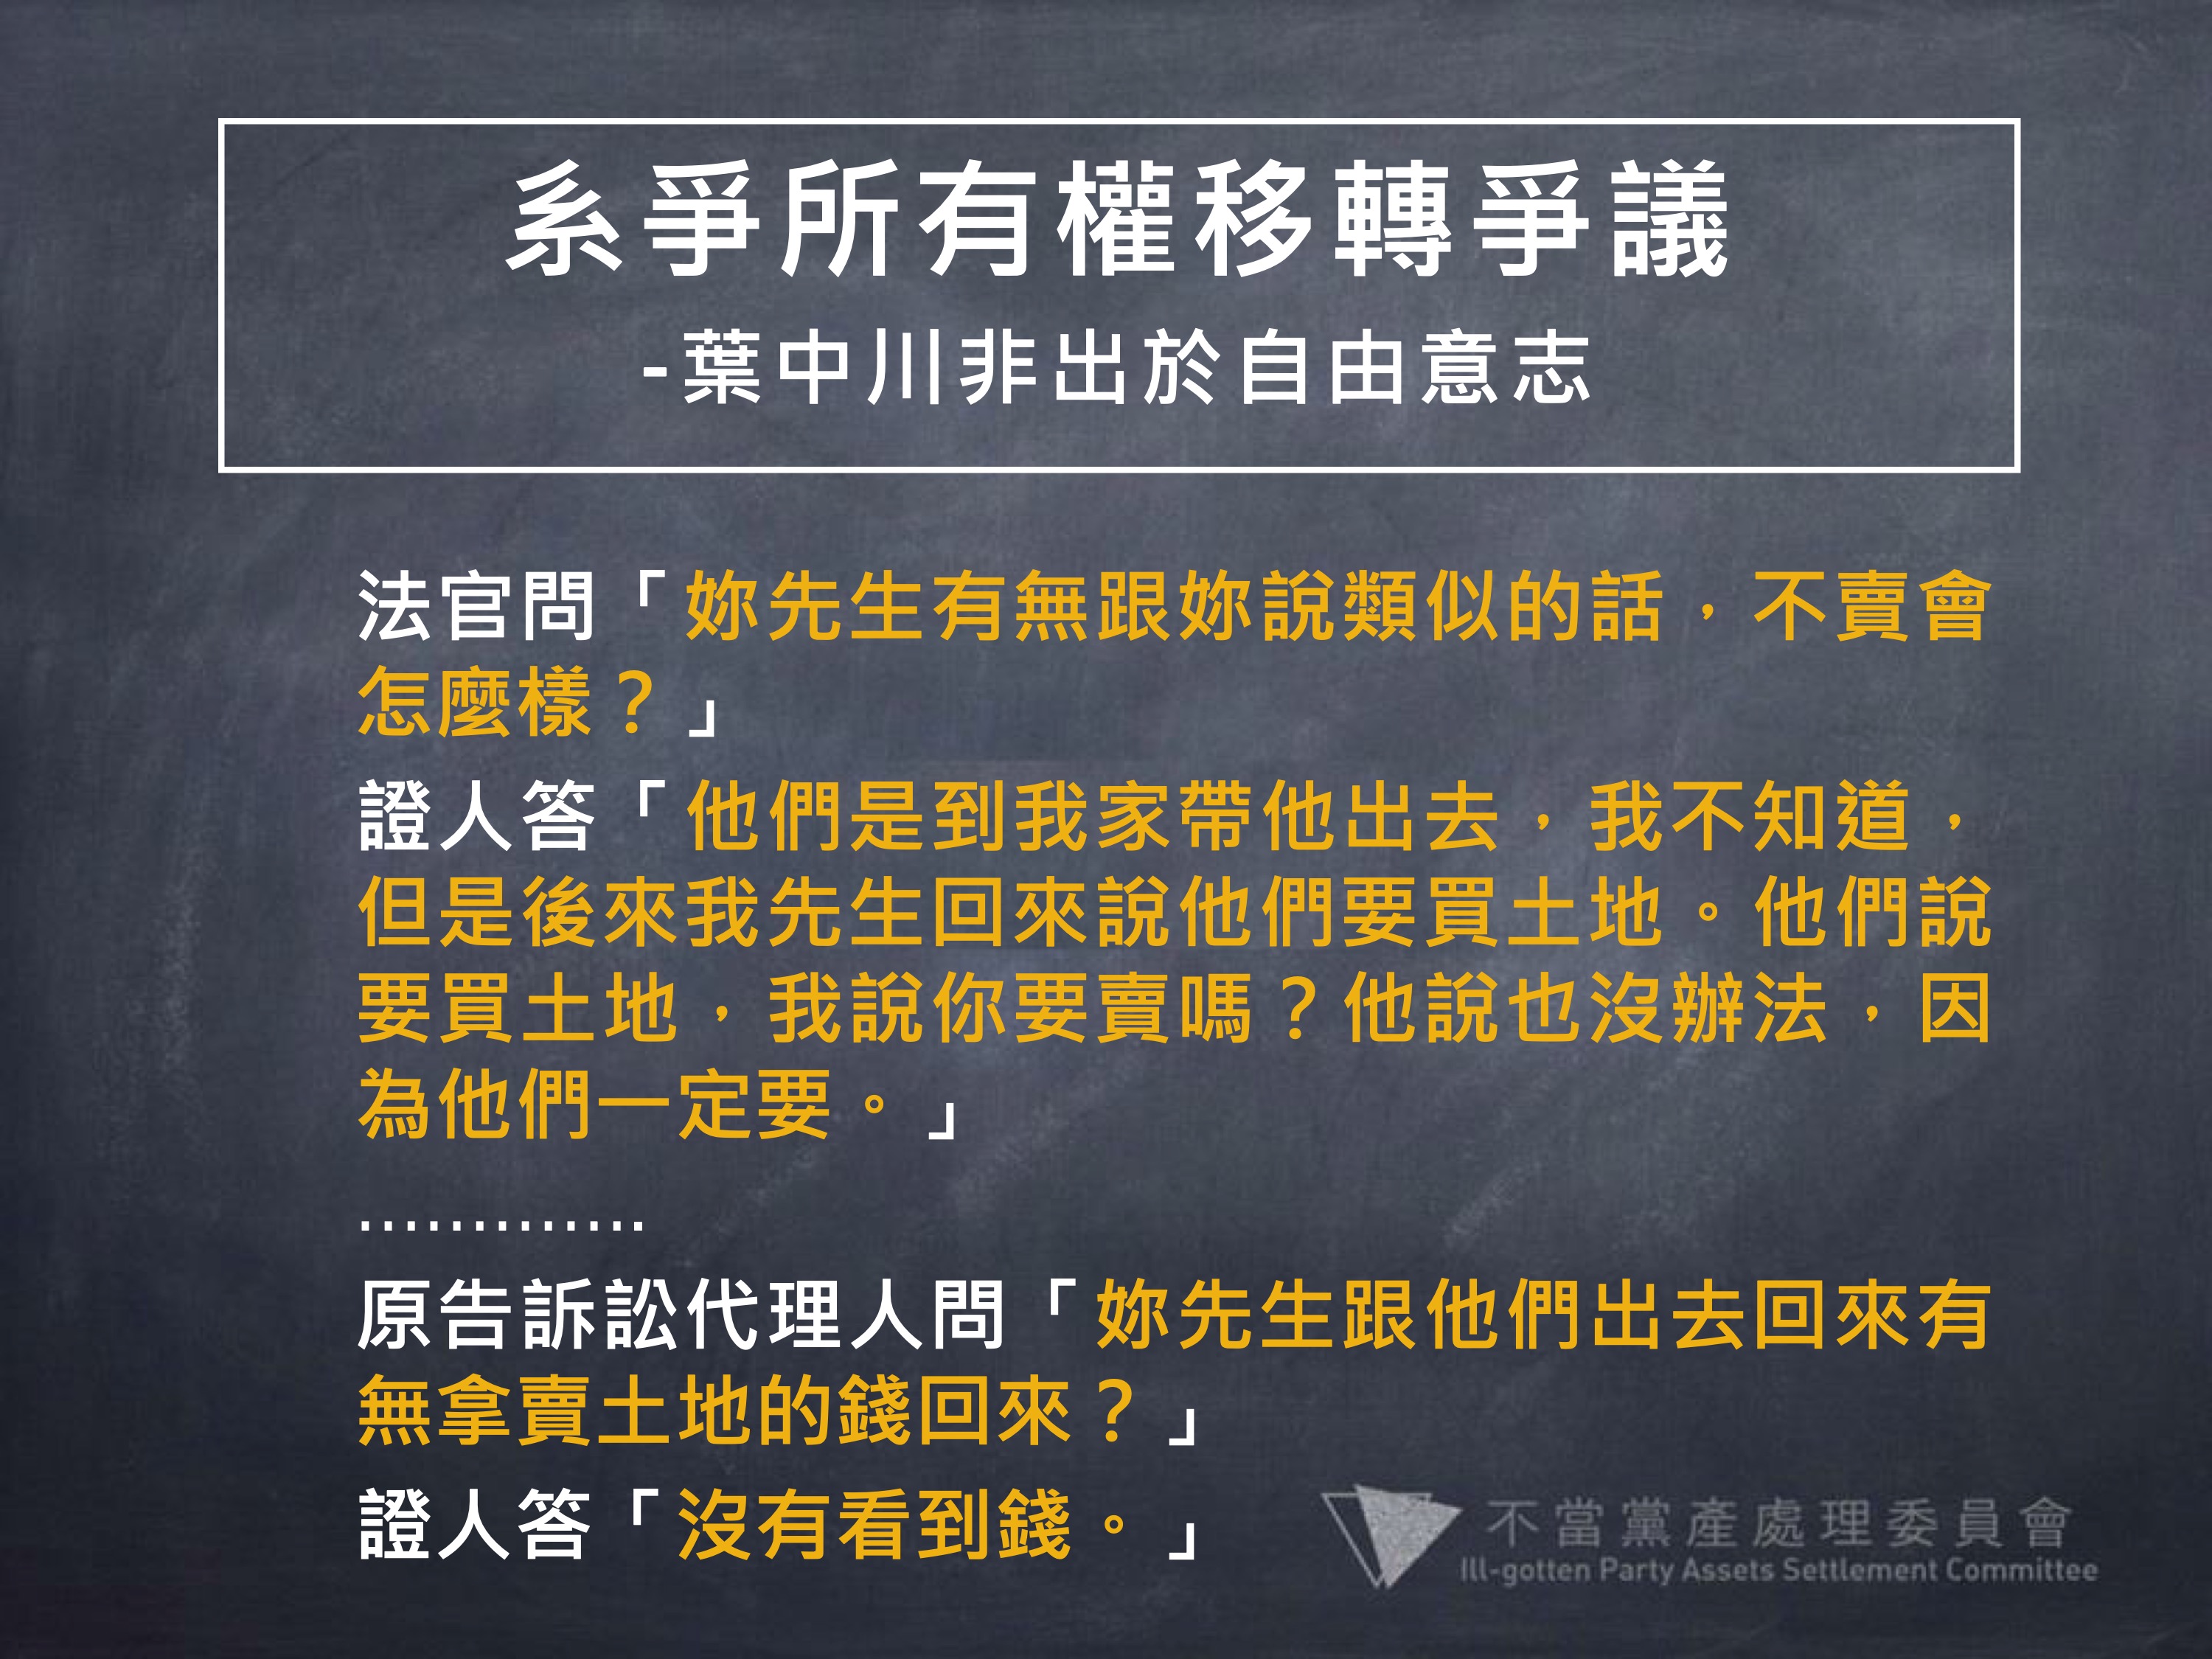 系爭所有權移轉爭議
-葉中川非出於自由意志
法官問「妳先生有無跟妳說類似的話，不賣會
怎麼樣？」
證人答「他們是到我家帶他出去，我不知道，
但是後來我先生回來說他們要買土地。他們說
要買土地，我說你要賣嗎？他說也沒辦法，因
為他們一定要。」
.............
原告訴訟代理人問「妳先生跟他們出去回來有
無拿賣土地的錢回來？」
證人答「沒有看到錢。」
不當黨產處理委員會
Ill-gotten Party Assets Settlement Committee